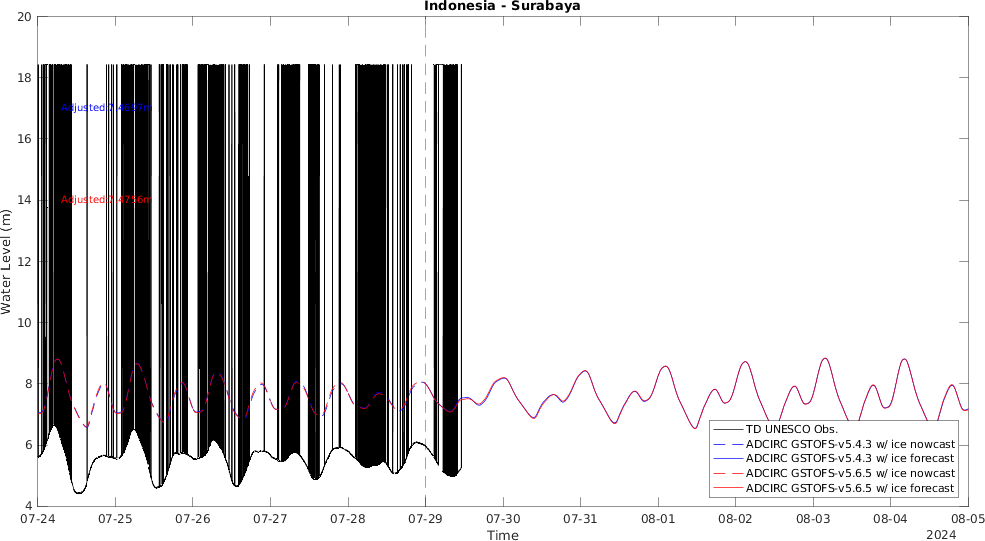 Indonesia - Surabaya
20
18
16
14
12
10
8
6
4
Water Level (m)
Adjusted:
Adjusted:7.4756m
TD UNESCO Obs.
ADCIRC GSTOFS-v5.4.3 w/ ice nowcast
ADCIRC GSTOFS-v5.4.3 w/ ice forecast
ADCIRC GSTOFS-v5.6.5 w/ ice nowcast
ADCIRC GSTOFS-v5.6.5 w/ ice forecast
07-24 07-25 07-26 07-27 07-28 07-29 07-30 07-31 08-01 08-02 08-03 08-04 08-05
Time
2024